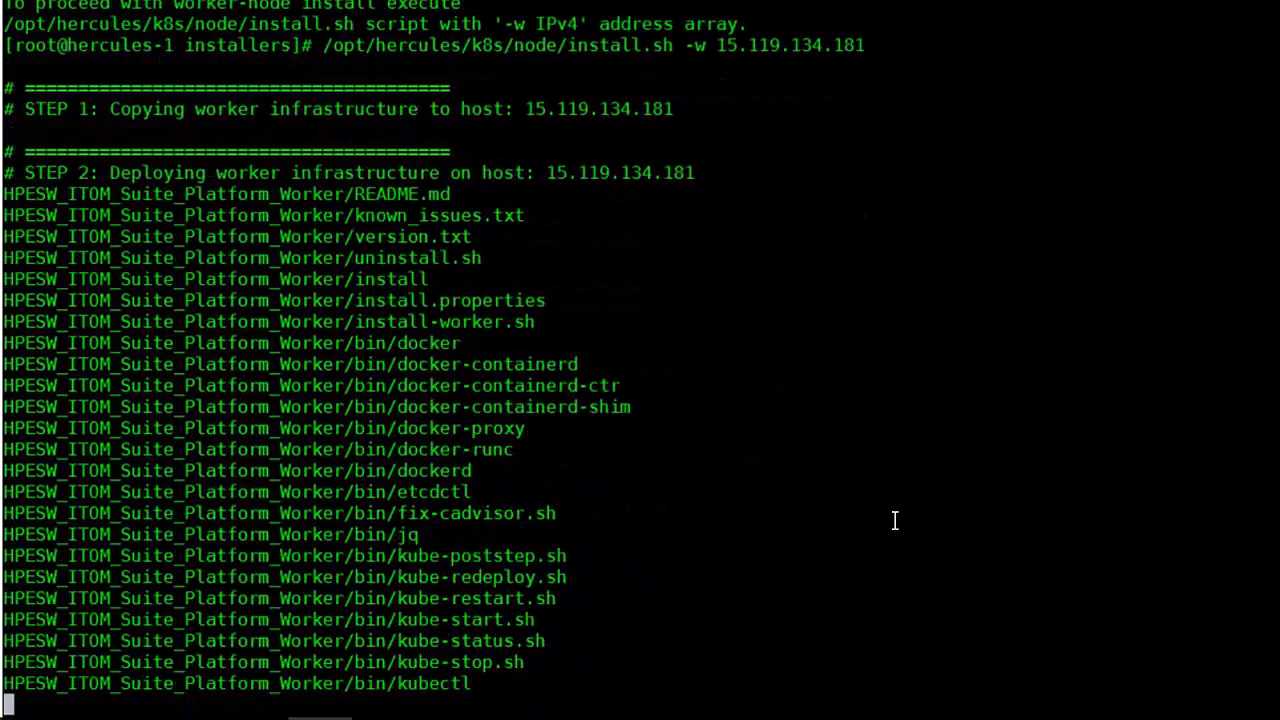 To proceed with worker-node install execute
/opt/hercules/k8s/node/install.sh script with '-w IPv4' address array.
[root@hercules-1 installers]# /opt/hercules/k8s/node/install.sh -w 15.119.134.181
# ========================================
# STEP 1: Copying worker infrastructure to host: 15.119.134.181
# ========================================
# STEP 2: Deploying worker infrastructure on host: 15.119.134.181
HPESW_ITOM_Suite_Platform_Worker/README.md
HPESW_ITOM_Suite_Platform_Worker/known_issues.txt
HPESW_ITOM_Suite_Platform_Worker/version.txt
HPESW_ITOM_Suite_Platform_Worker/uninstall.sh
HPESW_ITOM_Suite_Platform_Worker/install
HPESW_ITOM_Suite_Platform_Worker/install.properties
HPESW_ITOM_Suite_Platform_Worker/install-worker.sh
HPESW_ITOM_Suite_Platform_Worker/bin/docker
HPESW_ITOM_Suite_Platform_Worker/bin/docker-containerd
HPESW_ITOM_Suite_Platform_Worker/bin/docker-containerd-ctr
HPESW_ITOM_Suite_Platform_Worker/bin/docker-containerd-shim
HPESW_ITOM_Suite_Platform_Worker/bin/docker-proxy
HPESW_ITOM_Suite_Platform_Worker/bin/docker-runc
HPESW_ITOM_Suite_Platform_Worker/bin/dockerd
HPESW_ITOM_Suite_Platform_Worker/bin/etcdctl
HPESW_ITOM_Suite_Platform_Worker/bin/fix-cadvisor.sh
HPESW_ITOM_Suite_Platform_Worker/bin/jq
HPESW_ITOM_Suite_Platform_Worker/bin/kube-poststep.sh
HPESW_ITOM_Suite_Platform_Worker/bin/kube-redeploy.sh
HPESW_ITOM_Suite_Platform_Worker/bin/kube-restart.sh
HPESW_ITOM_Suite_Platform_Worker/bin/kube-start.sh
HPESW_ITOM_Suite_Platform_Worker/bin/kube-status.sh
HPESW_ITOM_Suite_Platform_Worker/bin/kube-stop.sh
HPESW_ITOM_Suite_Platform_Worker/bin/kubectl